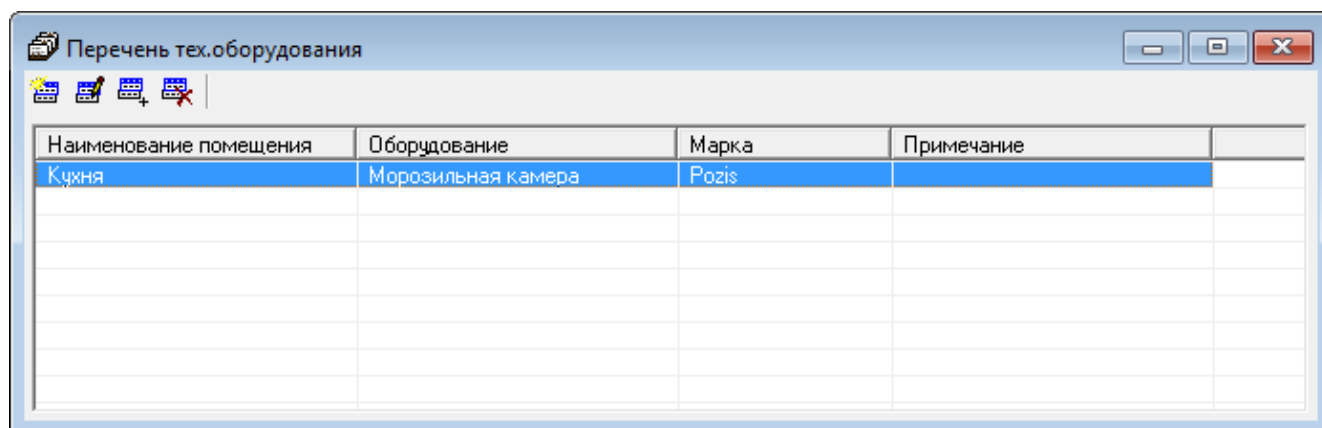 Перечень тех.оборудования
Наименование помещения Оборудование Марка Примечание
Кухня Морозильная камера Pozis